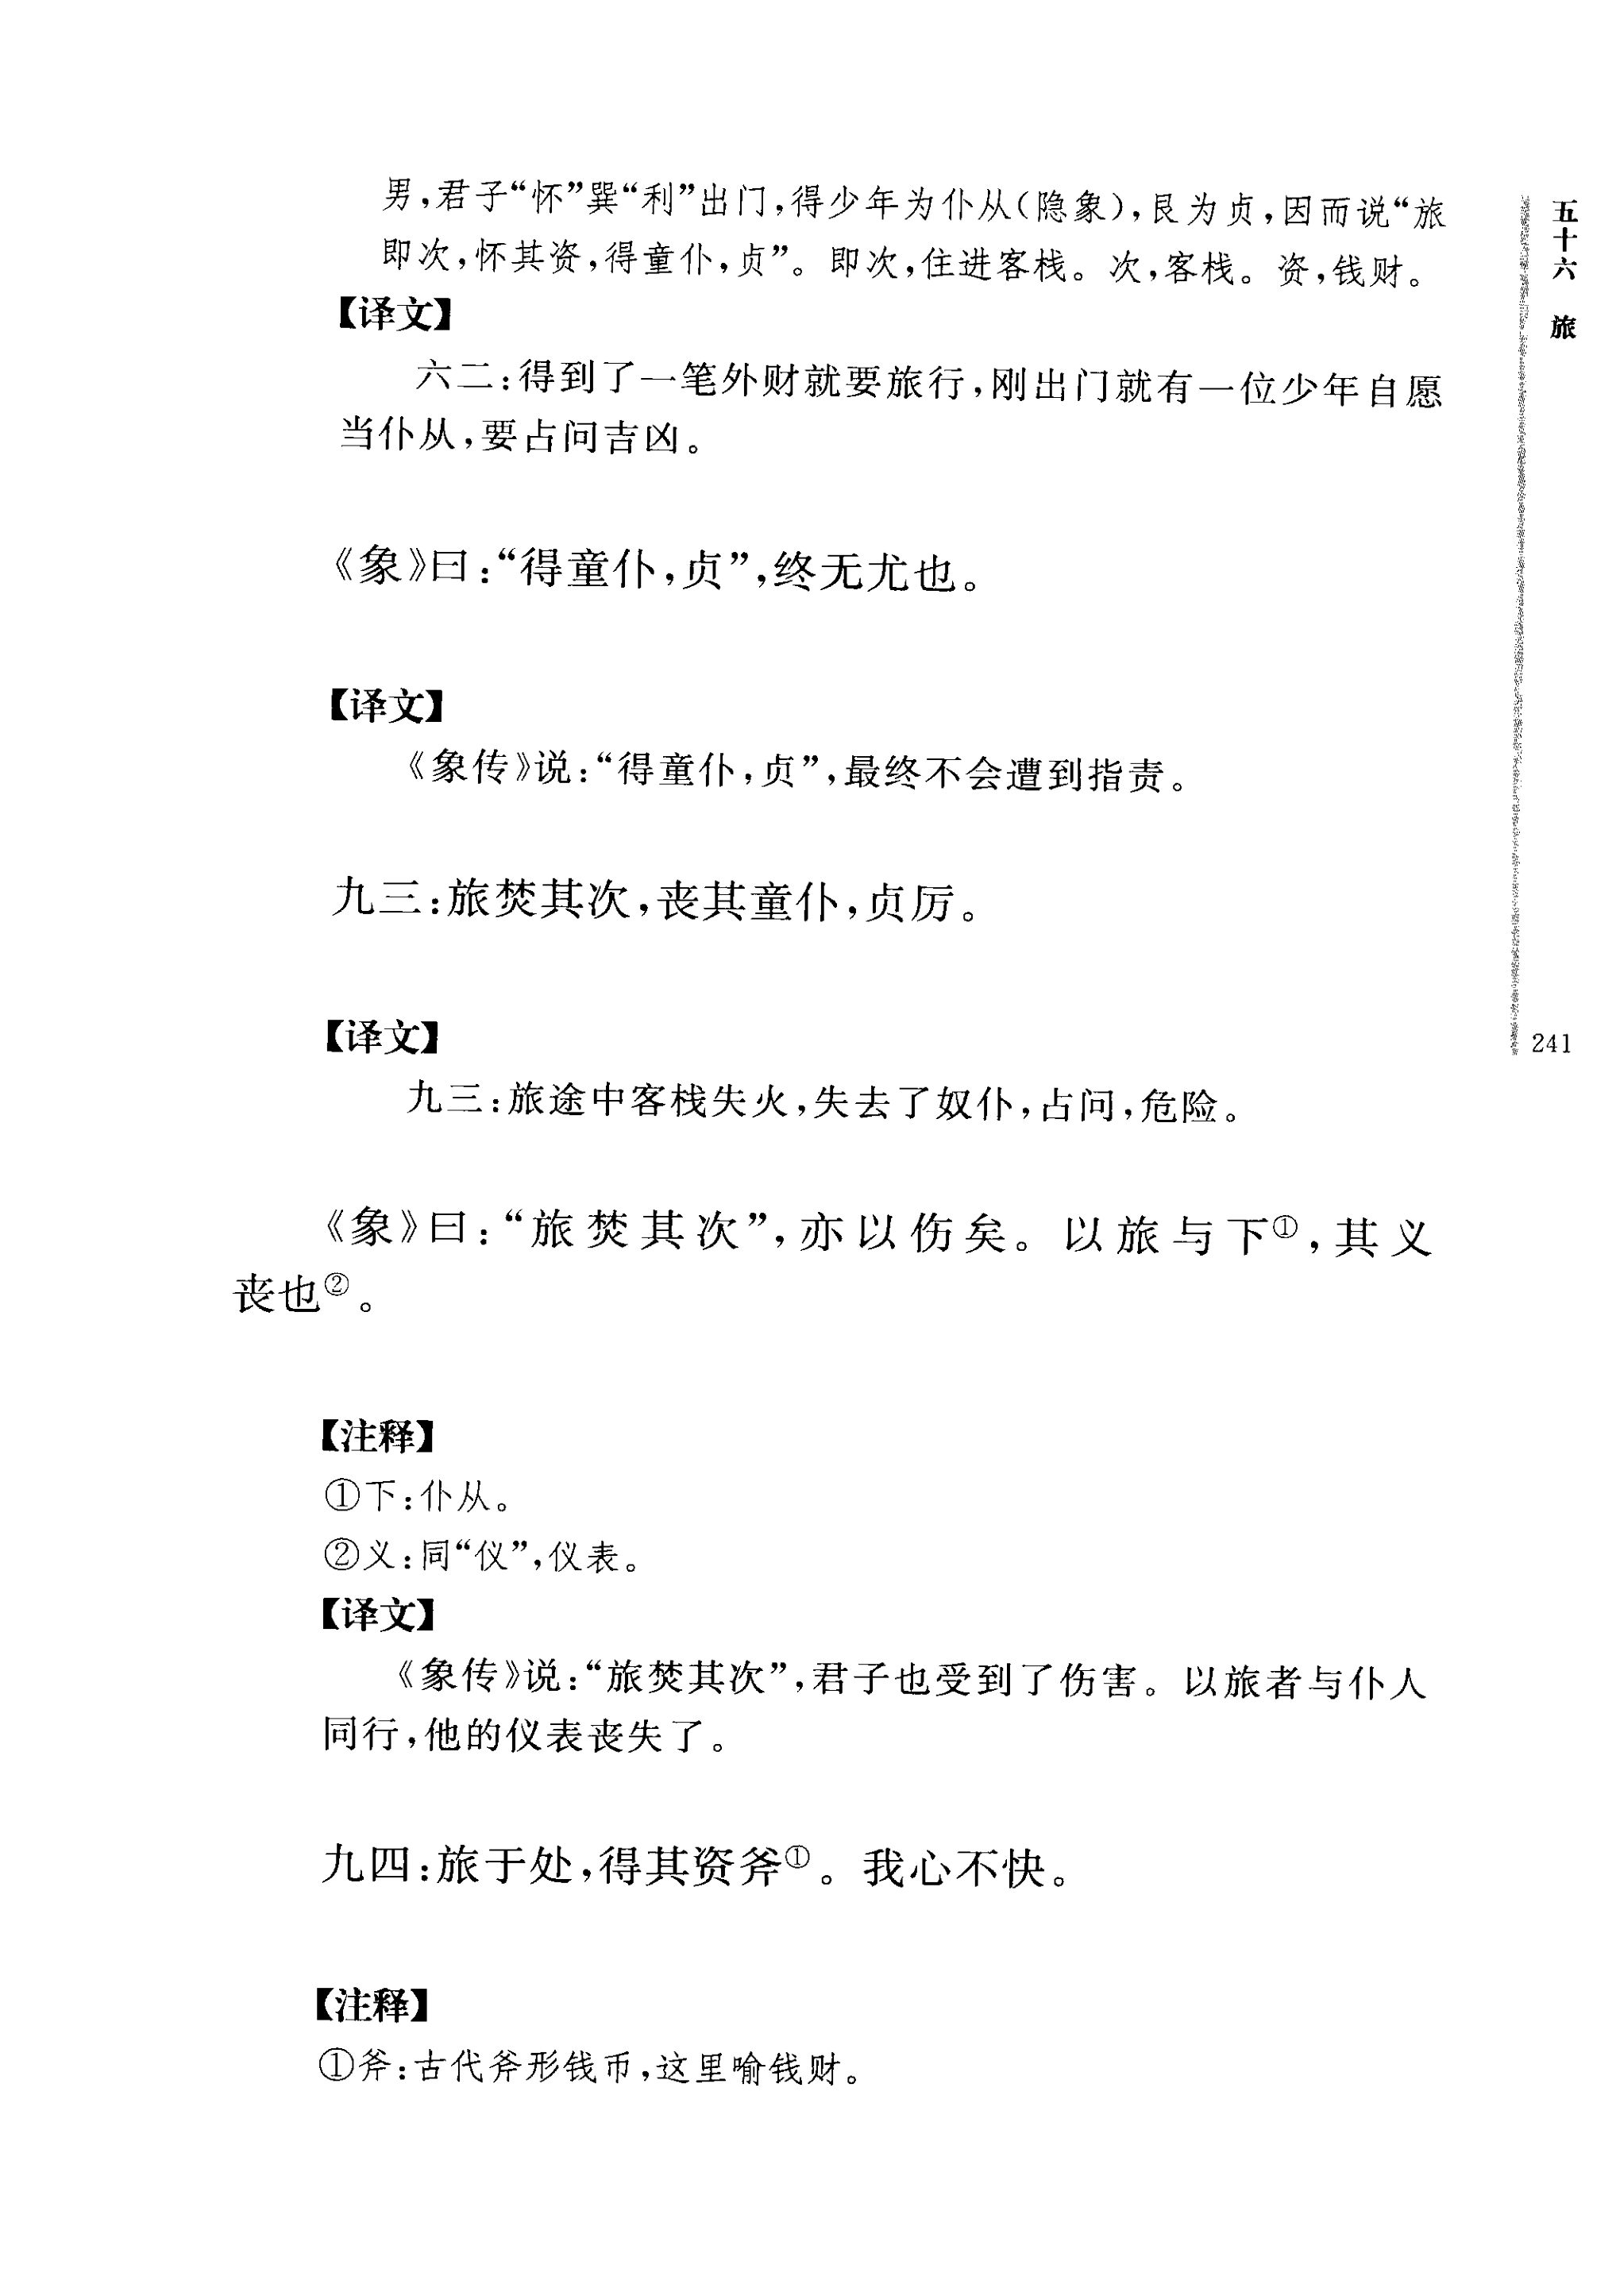 男，君子“怀”巽“利”出门，得少年为仆从（隐象），艮为贞，因而说“旅
即次，怀其资，得童仆，贞”。即次，住进客栈。次，客栈。资，钱财。
【译文】
六二：得到了一笔外财就要旅行，刚出门就有一位少年自愿
当仆从，要占问吉凶。
《象》曰：“得童仆，贞”，终无尤也。
【译文】
《象传》说：“得童仆，贞”，最终不会遭到指责。
九三：旅焚其次，丧其童仆，贞厉。
【译文】
九三：旅途中客栈失火，失去了奴仆，占问，危险。
《象》曰：“旅焚其次”，亦以伤矣。以旅与下①，其义
丧也②。
【注释】
①下：仆从。
②义：同“仪”，仪表。
【译文】
《象传》说：“旅焚其次”，君子也受到了伤害。以旅者与仆人
同行，他的仪表丧失了。
九四：旅于处，得其资斧①。我心不快。
【注释】
①斧：古代斧形钱币，这里喻钱财。
五十六 旅
241